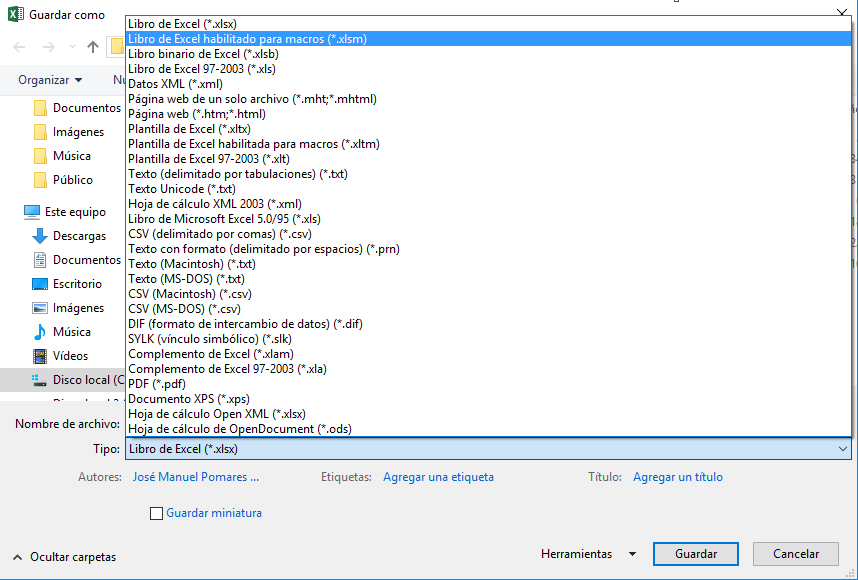 Guardar como
Organizar
Nu
Documentos
Imágenes
Música
Público
Este equipo
Descargas
Documentos
Escritorio
Imágenes
Música
Vídeos
Disco local (C
Libro de Excel (*.xlsx)
Libro de Excel habilitado para macros (*.xlsm)
Libro binario de Excel (*.xlsb)
Libro de Excel 97-2003 (*.xls)
Datos XML (*.xml)
Página web de un solo archivo (*.mht;*.mhtml)
Página web (*.htm;*.html)
Plantilla de Excel (*.xltx)
Plantilla de Excel habilitada para macros (*.xltm)
Plantilla de Excel 97-2003 (*.xlt)
Texto (delimitado por tabulaciones) (*.txt)
Texto Unicode (*.txt)
Hoja de cálculo XML 2003 (*.xml)
Libro de Microsoft Excel 5.0/95 (*.xls)
CSV (delimitado por comas) (*.csv)
Texto con formato (delimitado por espacios) (*.prn)
Texto (Macintosh) (*.txt)
Texto (MS-DOS) (*.txt)
CSV (Macintosh) (*.csv)
CSV (MS-DOS) (*.csv)
DIF (formato de intercambio de datos) (*.dif)
SYLK (vínculo simbólico) (*.slk)
Complemento de Excel (*.xlam)
Complemento de Excel 97-2003 (*.xla)
PDF (*.pdf)
Documento XPS (*.xps)
Hoja de cálculo Open XML (*.xlsx)
Hoja de cálculo de OpenDocument (*.ods)
Nombre de archivo:
Tipo: Libro de Excel (*.xlsx)
Autores: José Manuel Pomares ... Etiquetas: Agregar una etiqueta Título: Agregar un título
Guardar miniatura
Ocultar carpetas Herramientas Guardar Cancelar